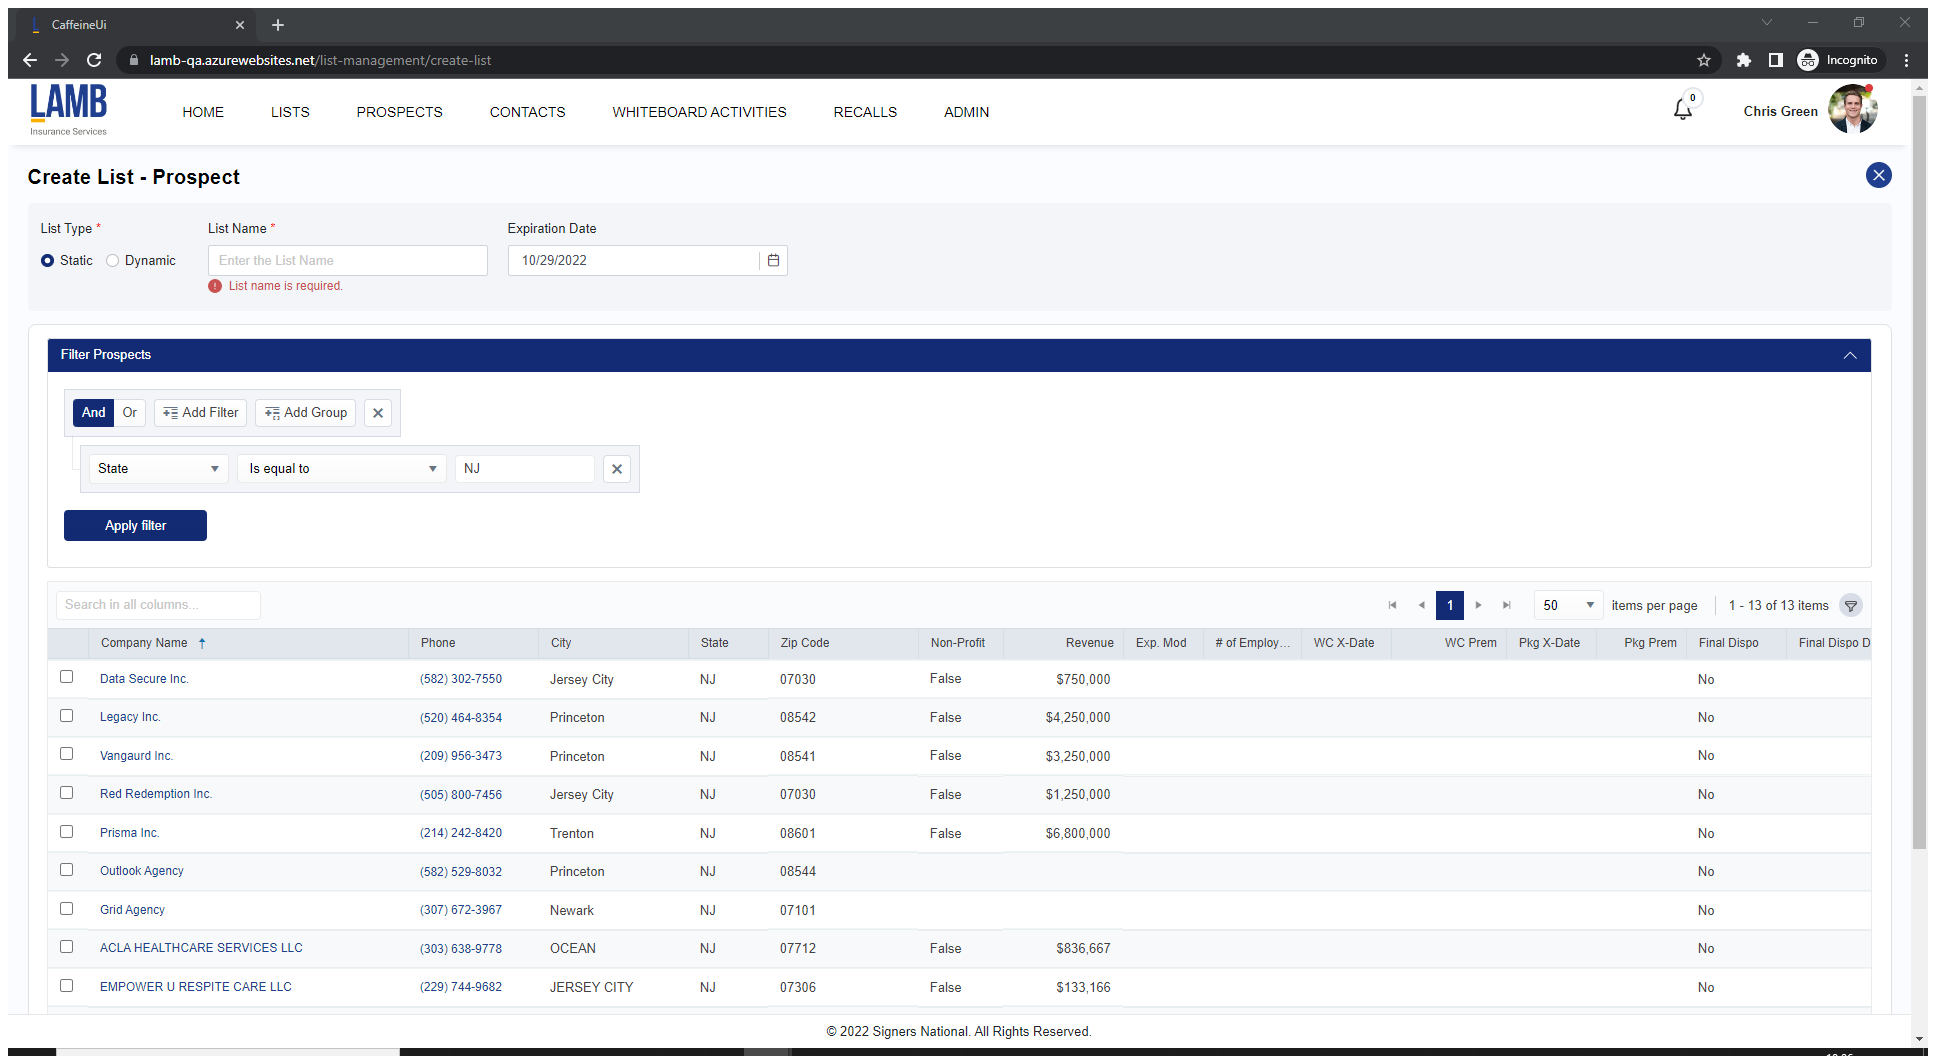 CaffeineUi
lamb-qa.azurewebsites.net/list-management/create-list
Incognito
LAMB
Insurance Services
HOME LISTS PROSPECTS CONTACTS WHITEBOARD ACTIVITIES RECALLS ADMIN
0
Chris Green
Create List - Prospect
List Type * List Name * Expiration Date
Static Dynamic Enter the List Name 10/29/2022
List name is required.
Filter Prospects
And Or Add Filter Add Group
State Is equal to NJ
Apply filter
Search in all columns... 1 50 items per page 1 - 13 of 13 items
Company Name Phone City State Zip Code Non-Profit Revenue Exp. Mod # of Employ... WC X-Date WC Prem Pkg X-Date Pkg Prem Final Dispo Final Dispo D
Data Secure Inc. (582) 302-7550 Jersey City NJ 07030 False $750,000 No
Legacy Inc. (520) 464-8354 Princeton NJ 08542 False $4,250,000 No
Vangaurd Inc. (209) 956-3473 Princeton NJ 08541 False $3,250,000 No
Red Redemption Inc. (505) 800-7456 Jersey City NJ 07030 False $1,250,000 No
Prisma Inc. (214) 242-8420 Trenton NJ 08601 False $6,800,000 No
Outlook Agency (582) 529-8032 Princeton NJ 08544 No
Grid Agency (307) 672-3967 Newark NJ 07101 No
ACLA HEALTHCARE SERVICES LLC (303) 638-9778 OCEAN NJ 07712 False $836,667 No
EMPOWER U RESPITE CARE LLC (229) 744-9682 JERSEY CITY NJ 07306 False $133,166 No
© 2022 Signers National. All Rights Reserved.